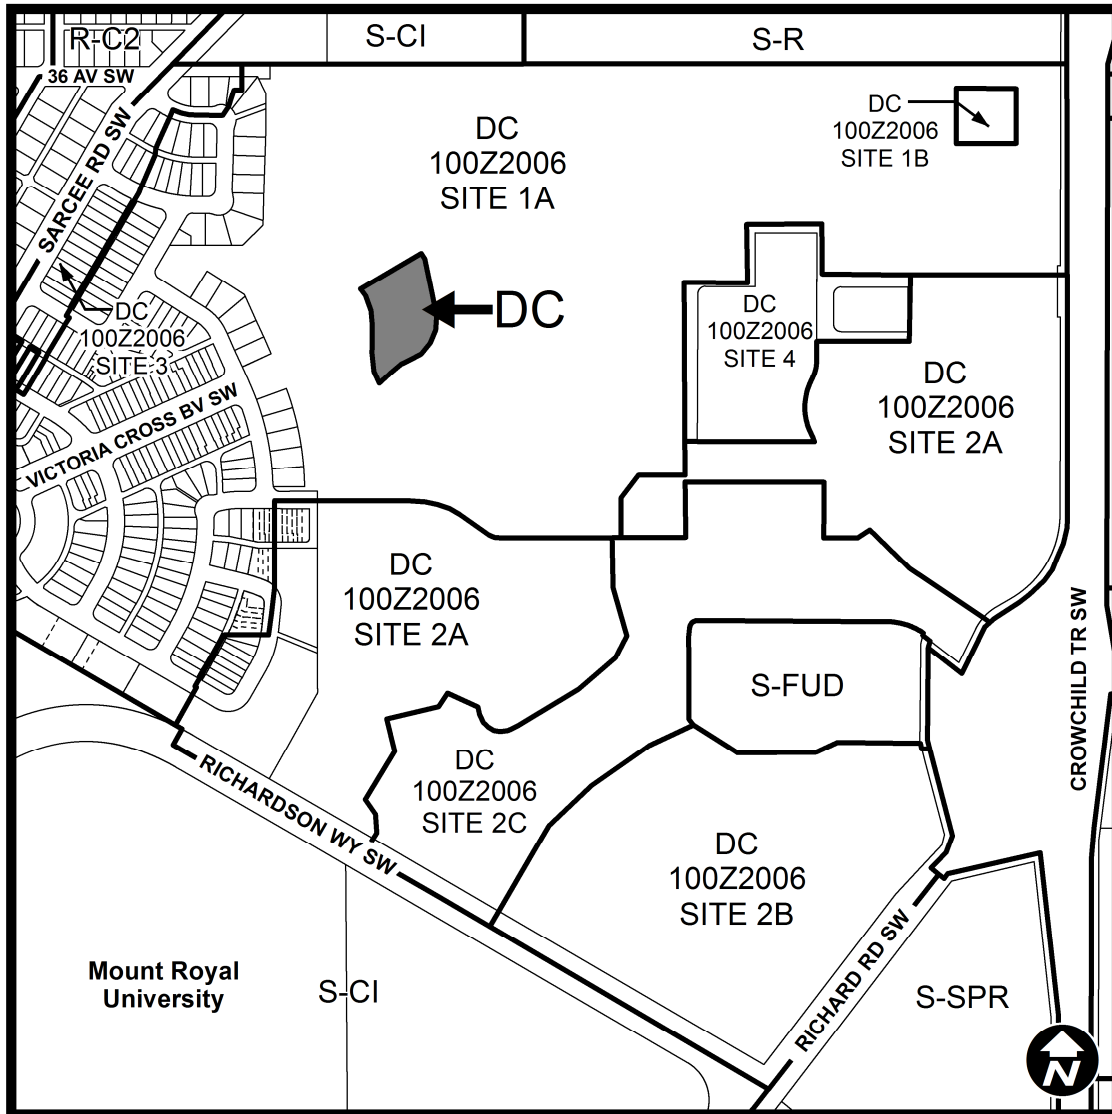 R-C2
S-CI
S-R
36 AV SW
SARCEE RD SW
DC
100Z2006
SITE 1A
DC
100Z2006
SITE 1B
DC
DC
100Z2006
SITE 3
DC
100Z2006
SITE 4
DC
100Z2006
SITE 2A
VICTORIA CROSS BV SW
DC
100Z2006
SITE 2A
S-FUD
CROWCHILD TR SW
DC
100Z2006
SITE 2C
RICHARDSON WY SW
DC
100Z2006
SITE 2B
RICHARD RD SW
Mount Royal
University
S-CI
S-SPR
N